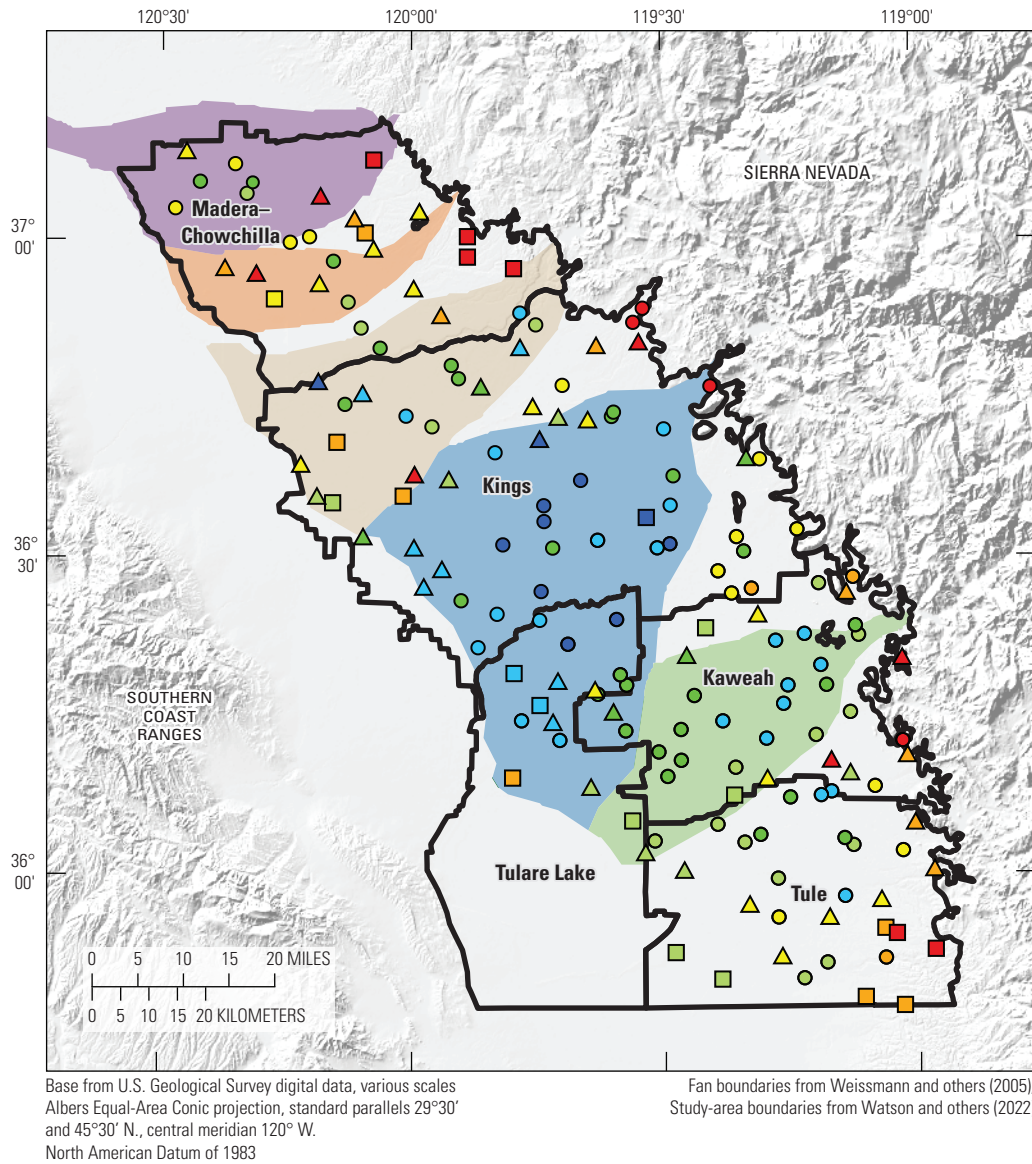 120°30' 120°00' 119°30' 119°00'
SIERRA NEVADA
Madera–
Chowchilla
37°
00'
Kings
36°
30'
Kaweah
SOUTHERN
COAST
RANGES
36°
00'
Tulare Lake
Tule
0 5 10 15 20 MILES
0 5 10 15 20 KILOMETERS
Base from U.S. Geological Survey digital data, various scales
Albers Equal-Area Conic projection, standard parallels 29°30'
and 45°30' N., central meridian 120° W.
North American Datum of 1983
Fan boundaries from Weissmann and others (2005)
Study-area boundaries from Watson and others (2022